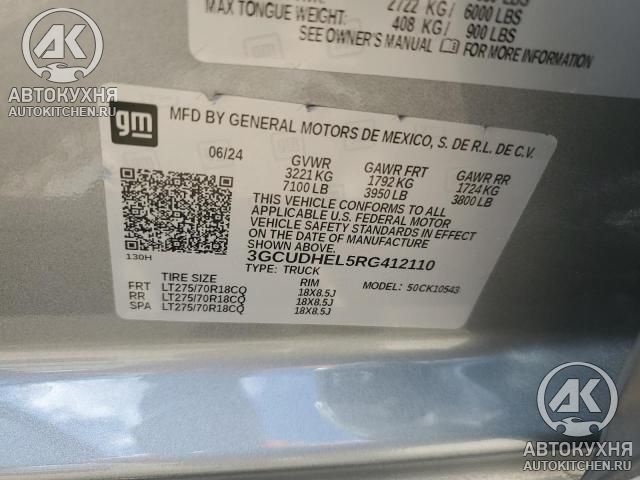 2722 KG/ 6000 LBS
MAX TONGUE WEIGHT: 408 KG/ 900 LBS
SEE OWNER'S MANUAL FOR MORE INFORMATION
АВТОКУХНЯ
AUTOKITCHEN.RU
gm
MFD BY GENERAL MOTORS DE MEXICO, S. DE R.L. DE C.V.
06/24 GVWR GAWR FRT GAWR RR
3221 KG 1792 KG 1724 KG
7100 LB 3950 LB 3800 LB
THIS VEHICLE CONFORMS TO ALL
APPLICABLE U.S. FEDERAL MOTOR
VEHICLE SAFETY STANDARDS IN
EFFECT ON THE DATE OF MANUFACTURE
SHOWN ABOVE.
3GCUDHEL5RG412110
130H TYPE: TRUCK
TIRE SIZE RIM MODEL: 50CK10543
FRT LT275/70R18CQ 18X8.5J
RR LT275/70R18CQ 18X8.5J
SPA LT275/70R18CQ 18X8.5J
АК
АВТОКУХНЯ
AUTOKITCHEN.RU